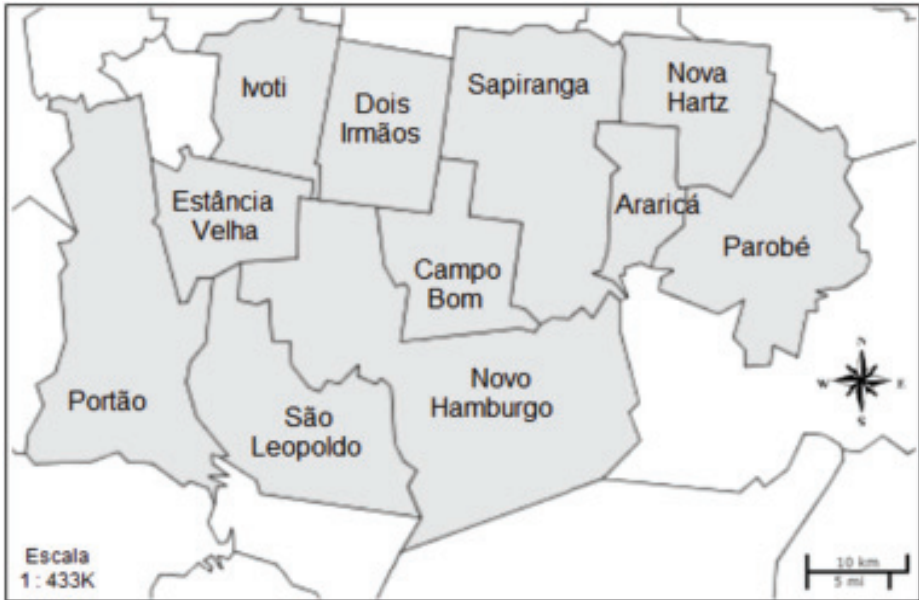 Ivoti
Dois
Irmãos
Sapiranga
Nova
Hartz
Estância
Velha
Araricá
Parobé
Campo
Bom
Portão
São
Leopoldo
Novo
Hamburgo
N
W
E
S
Escala
1 : 433K
10 km
5 mi